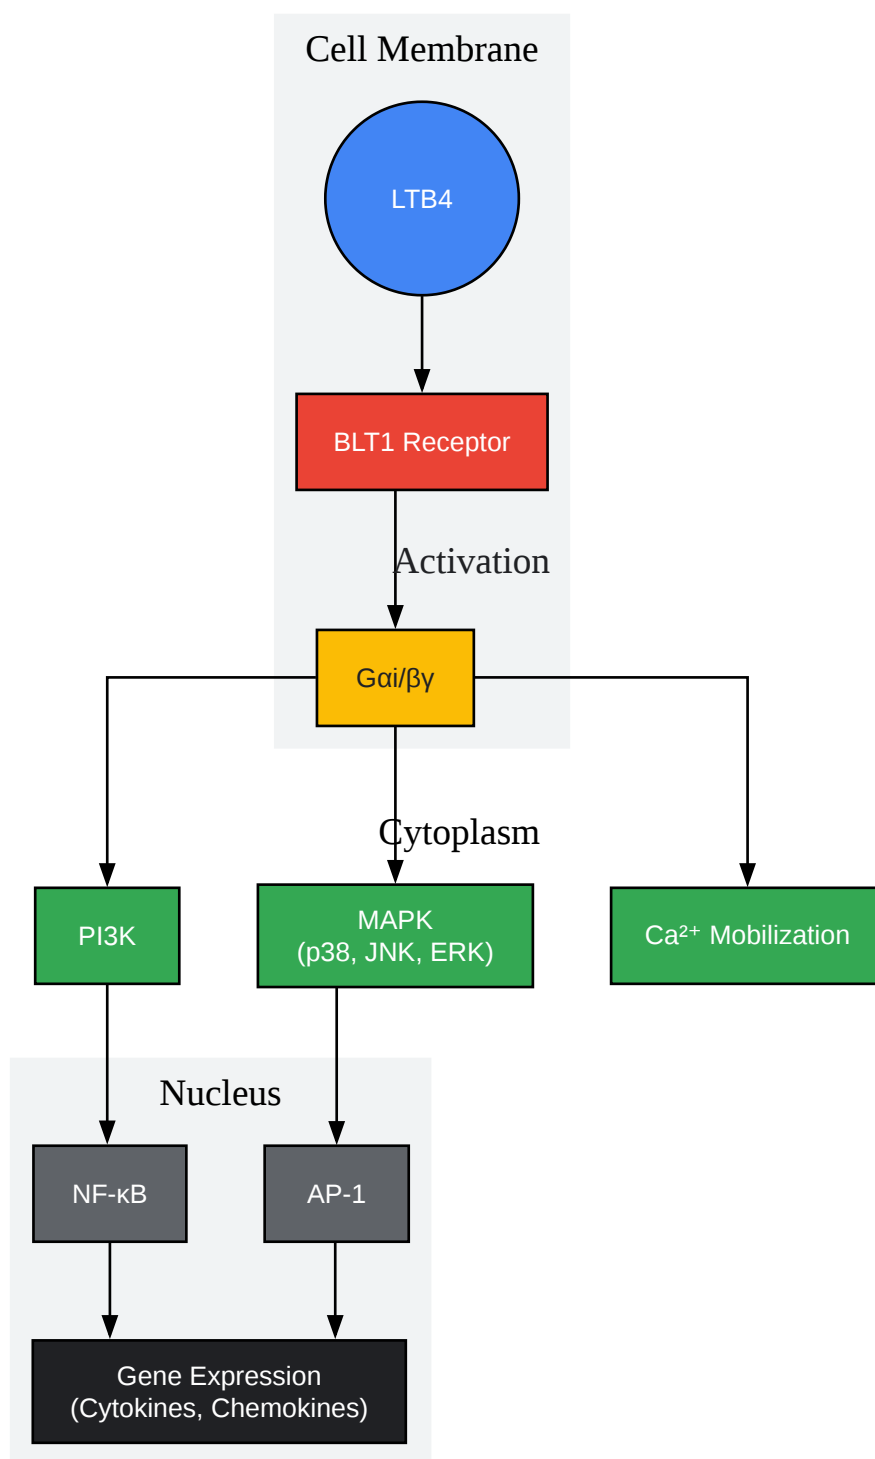 Cell Membrane
LTB4
BLT1 Receptor
Activation
Gαi/βγ
Cytoplasm
PI3K
MAPK
(p38, JNK, ERK)
Ca²⁺ Mobilization
Nucleus
NF-κB
AP-1
Gene Expression
(Cytokines, Chemokines)